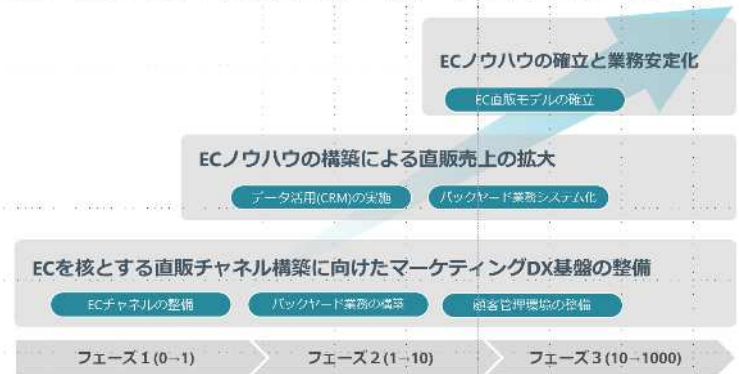 ECノウハウの確立と業務安定化
EC直販モデルの確立
ECノウハウの構築による直販売上の拡大
データ活用(CRM)の実施 バックヤード業務システム化
ECを核とする直販チャネル構築に向けたマーケティングDX基盤の整備
ECチャネルの整備 バックヤード業務の構築 顧客管理環境の整備
フェーズ1(0→1) フェーズ2(1→10) フェーズ3(10→1000)